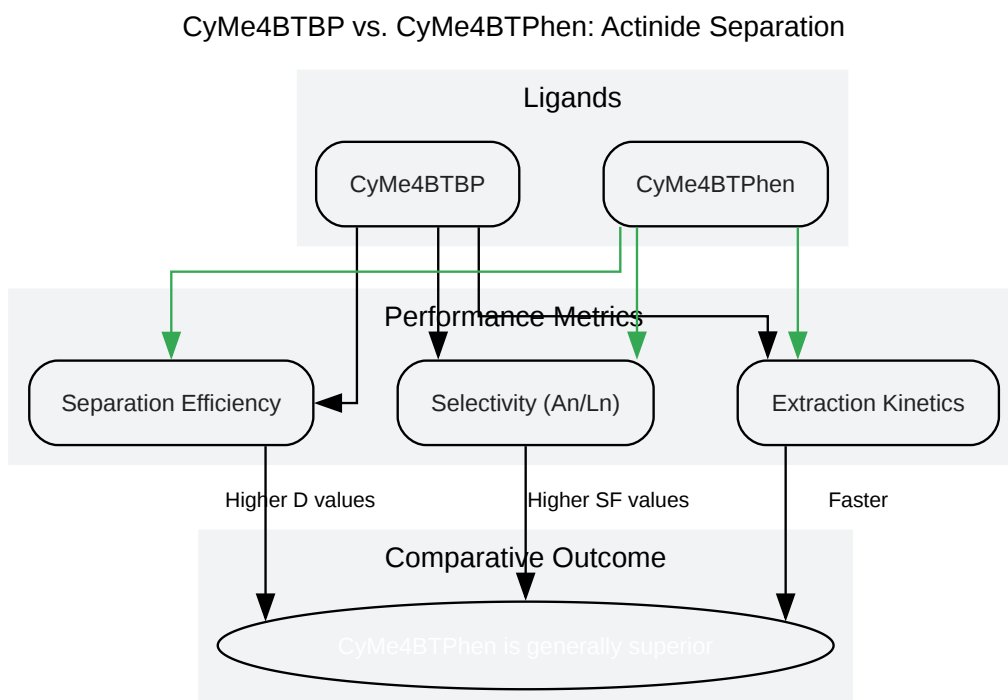 CyMe4BTBP vs. CyMe4BTPhen: Actinide Separation
Ligands
CyMe4BTBP
CyMe4BTPhen
Performance Metrics
Separation Efficiency
Selectivity (An/Ln)
Extraction Kinetics
Higher D values
Higher SF values
Faster
Comparative Outcome
CyMe4BTPhen is generally superior